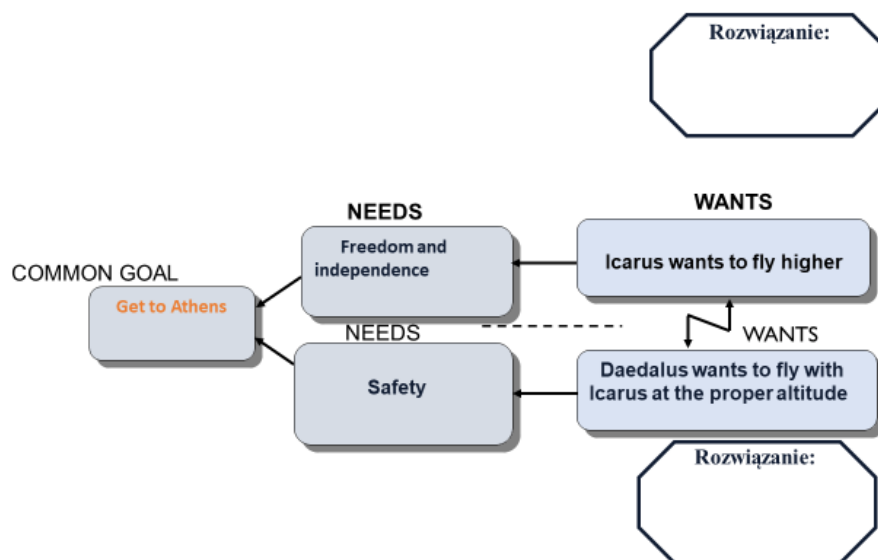 Rozwiązanie:
NEEDS
WANTS
Freedom and
independence
Icarus wants to fly higher
COMMON GOAL
Get to Athens
NEEDS
WANTS
Safety
Daedalus wants to fly with
Icarus at the proper altitude
Rozwiązanie: